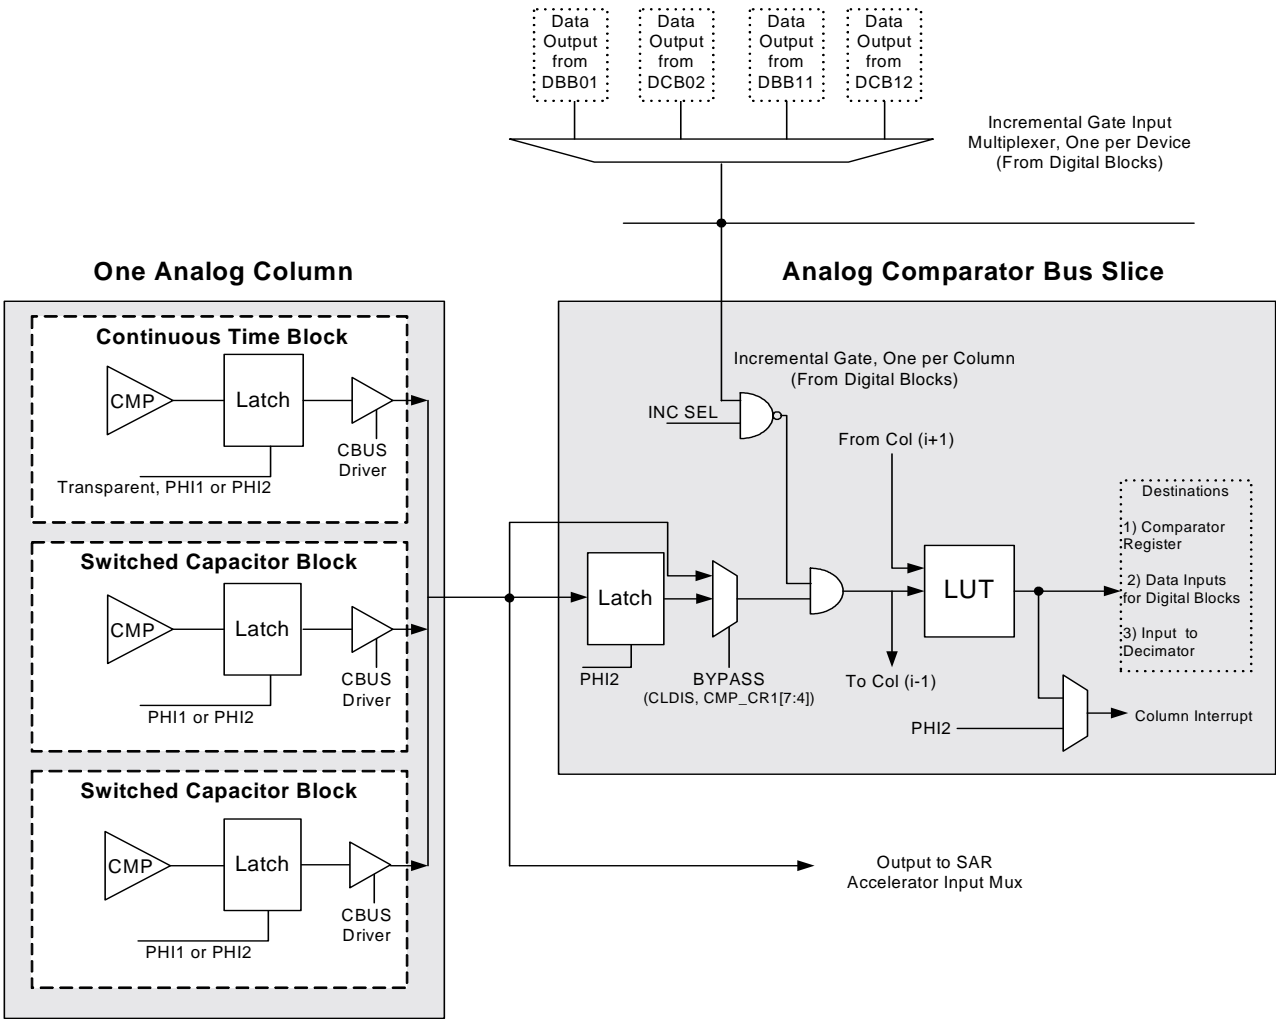 Data
Output
from
DBB01
Data
Output
from
DCB02
Data
Output
from
DBB11
Data
Output
from
DCB12
Incremental Gate Input
Multiplexer, One per Device
(From Digital Blocks)
One Analog Column
Analog Comparator Bus Slice
Continuous Time Block
CMP
Latch
CBUS
Driver
Transparent, PHI1 or PHI2
Switched Capacitor Block
CMP
Latch
CBUS
Driver
PHI1 or PHI2
Switched Capacitor Block
CMP
Latch
CBUS
Driver
PHI1 or PHI2
Incremental Gate, One per Column
(From Digital Blocks)
INC SEL
From Col (i+1)
Latch
PHI2
BYPASS
(CLDIS, CMP_CR1[7:4])
LUT
To Col (i-1)
Destinations
1) Comparator
Register
2) Data Inputs
for Digital Blocks
3) Input to
Decimator
PHI2
Column Interrupt
Output to SAR
Accelerator Input Mux